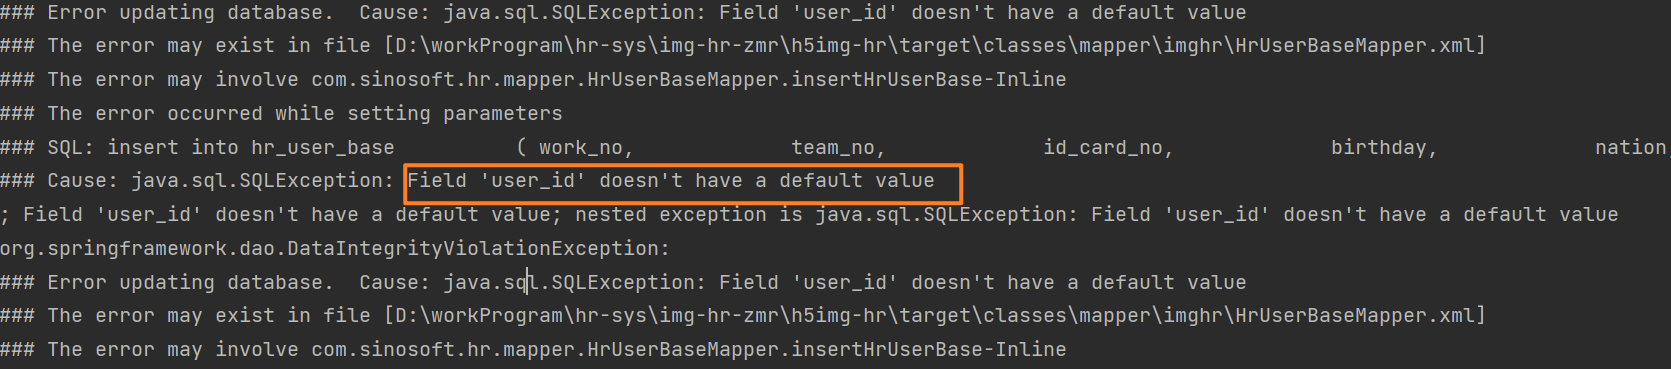 ### Error updating database.  Cause: java.sql.SQLException: Field 'user_id' doesn't have a default value
### The error may exist in file [D:\workProgram\hr-sys\img-hr-zmr\h5img-hr\target\classes\mapper\imghr\HrUserBaseMapper.xml]
### The error may involve com.sinosoft.hr.mapper.HrUserBaseMapper.insertHrUserBase-Inline
### The error occurred while setting parameters
### SQL: insert into hr_user_base          ( work_no,             team_no,             id_card_no,             birthday,             nation,
### Cause: java.sql.SQLException: Field 'user_id' doesn't have a default value
; Field 'user_id' doesn't have a default value; nested exception is java.sql.SQLException: Field 'user_id' doesn't have a default value
org.springframework.dao.DataIntegrityViolationException:
### Error updating database.  Cause: java.sql.SQLException: Field 'user_id' doesn't have a default value
### The error may exist in file [D:\workProgram\hr-sys\img-hr-zmr\h5img-hr\target\classes\mapper\imghr\HrUserBaseMapper.xml]
### The error may involve com.sinosoft.hr.mapper.HrUserBaseMapper.insertHrUserBase-Inline